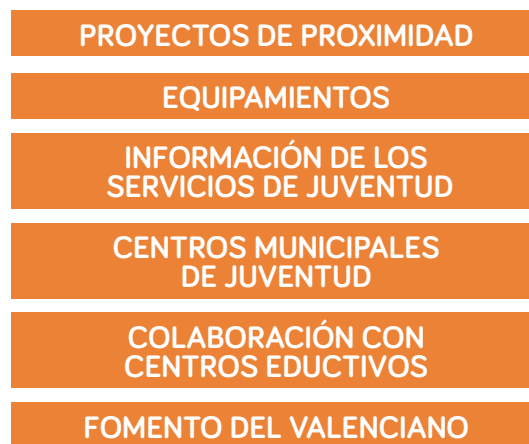 PROYECTOS DE PROXIMIDAD
EQUIPAMIENTOS
INFORMACIÓN DE LOS
SERVICIOS DE JUVENTUD
CENTROS MUNICIPALES
DE JUVENTUD
COLABORACIÓN CON
CENTROS EDUCTIVOS
FOMENTO DEL VALENCIANO